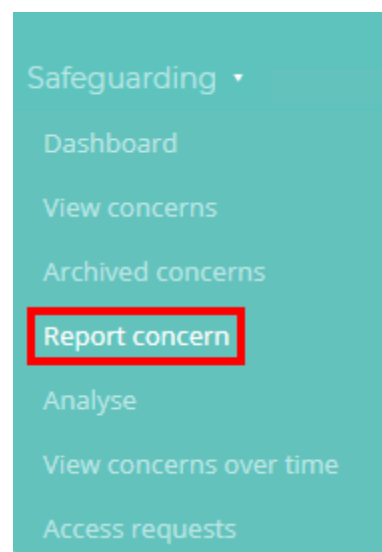 Safeguarding
Dashboard
View concerns
Archived concerns
Report concern
Analyse
View concerns over time
Access requests